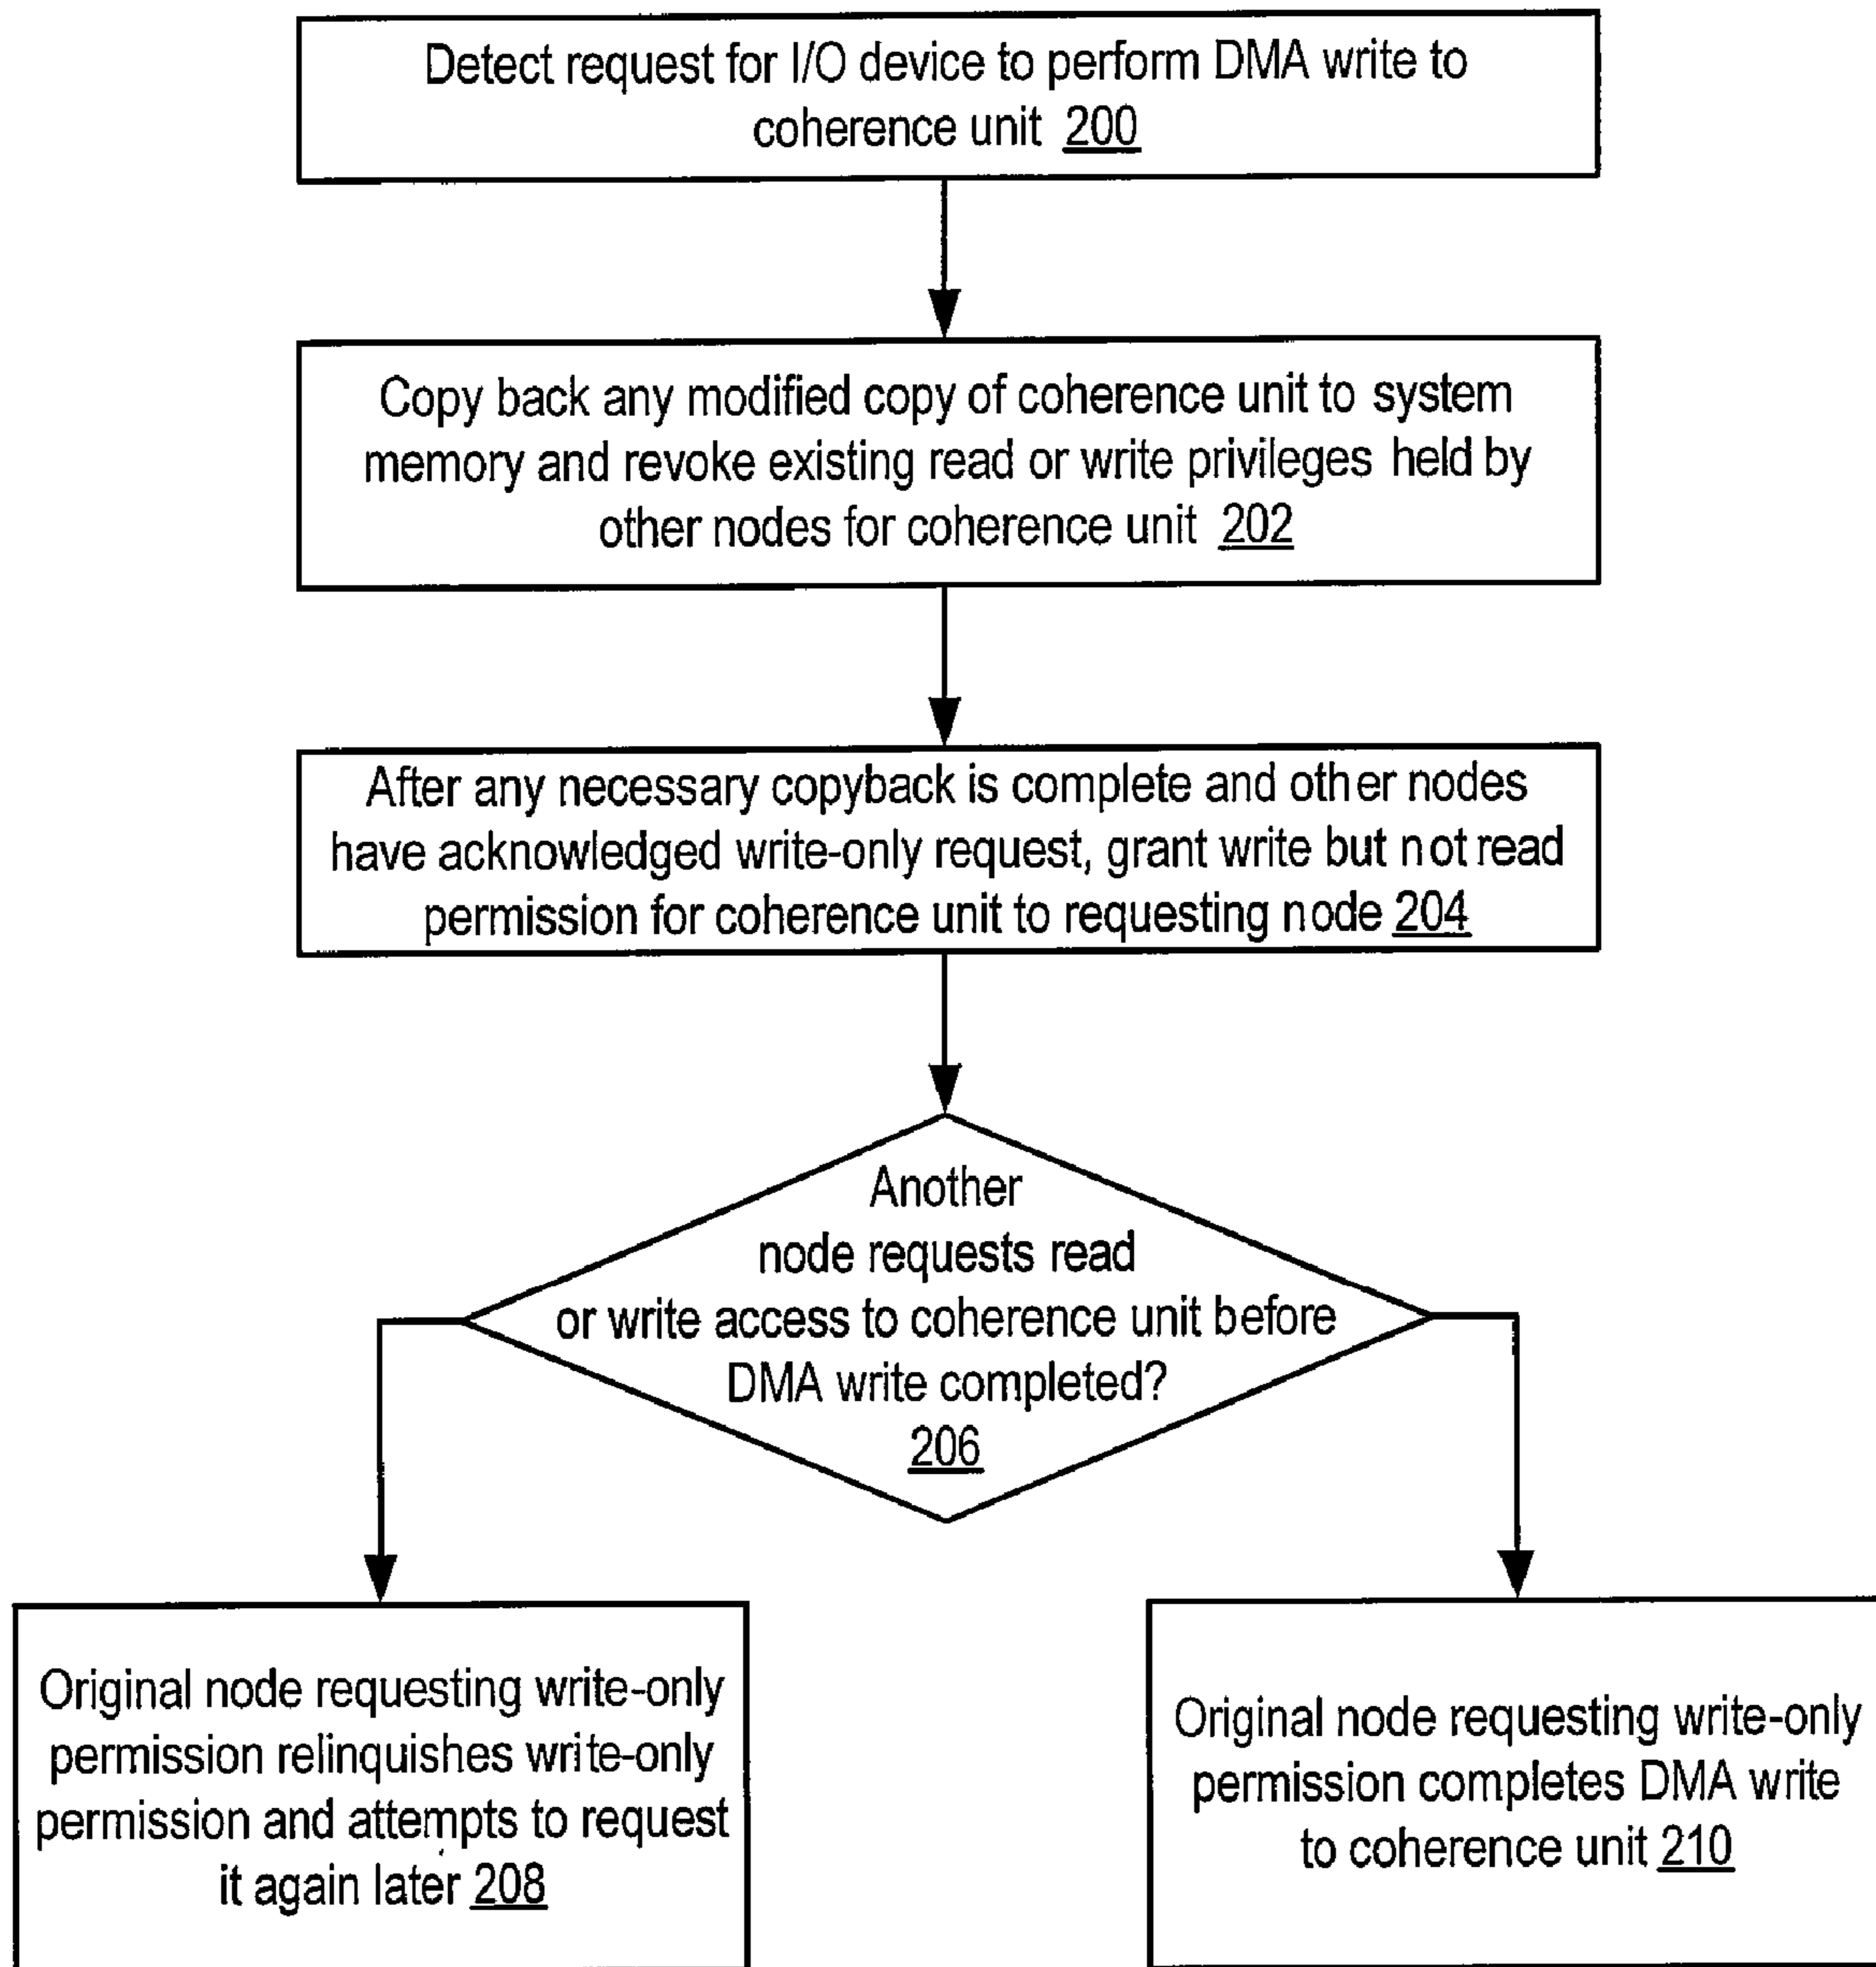 Detect request for I/O device to perform DMA write to
coherence unit 200
Copy back any modified copy of coherence unit to system
memory and revoke existing read or write privileges held by
other nodes for coherence unit 202
After any necessary copyback is complete and other nodes
have acknowledged write-only request, grant write but not read
permission for coherence unit to requesting node 204
Another
node requests read
or write access to coherence unit before
DMA write completed?
206
Original node requesting write-only
permission relinquishes write-only
permission and attempts to request
it again later 208
Original node requesting write-only
permission completes DMA write
to coherence unit 210